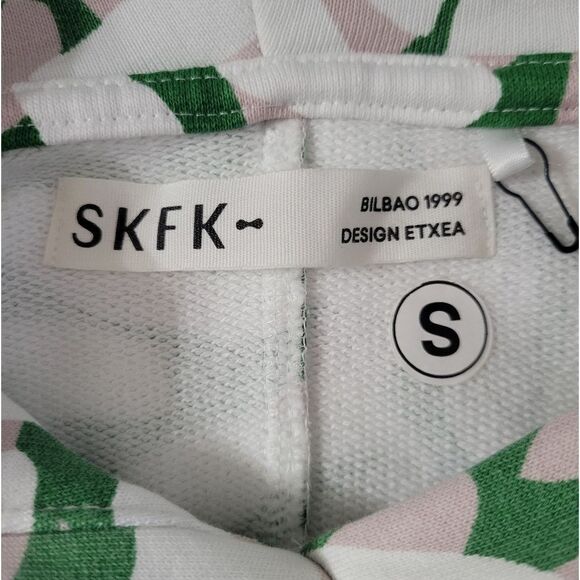 SKFK
BILBAO 1999
DESIGN ETXEA
S